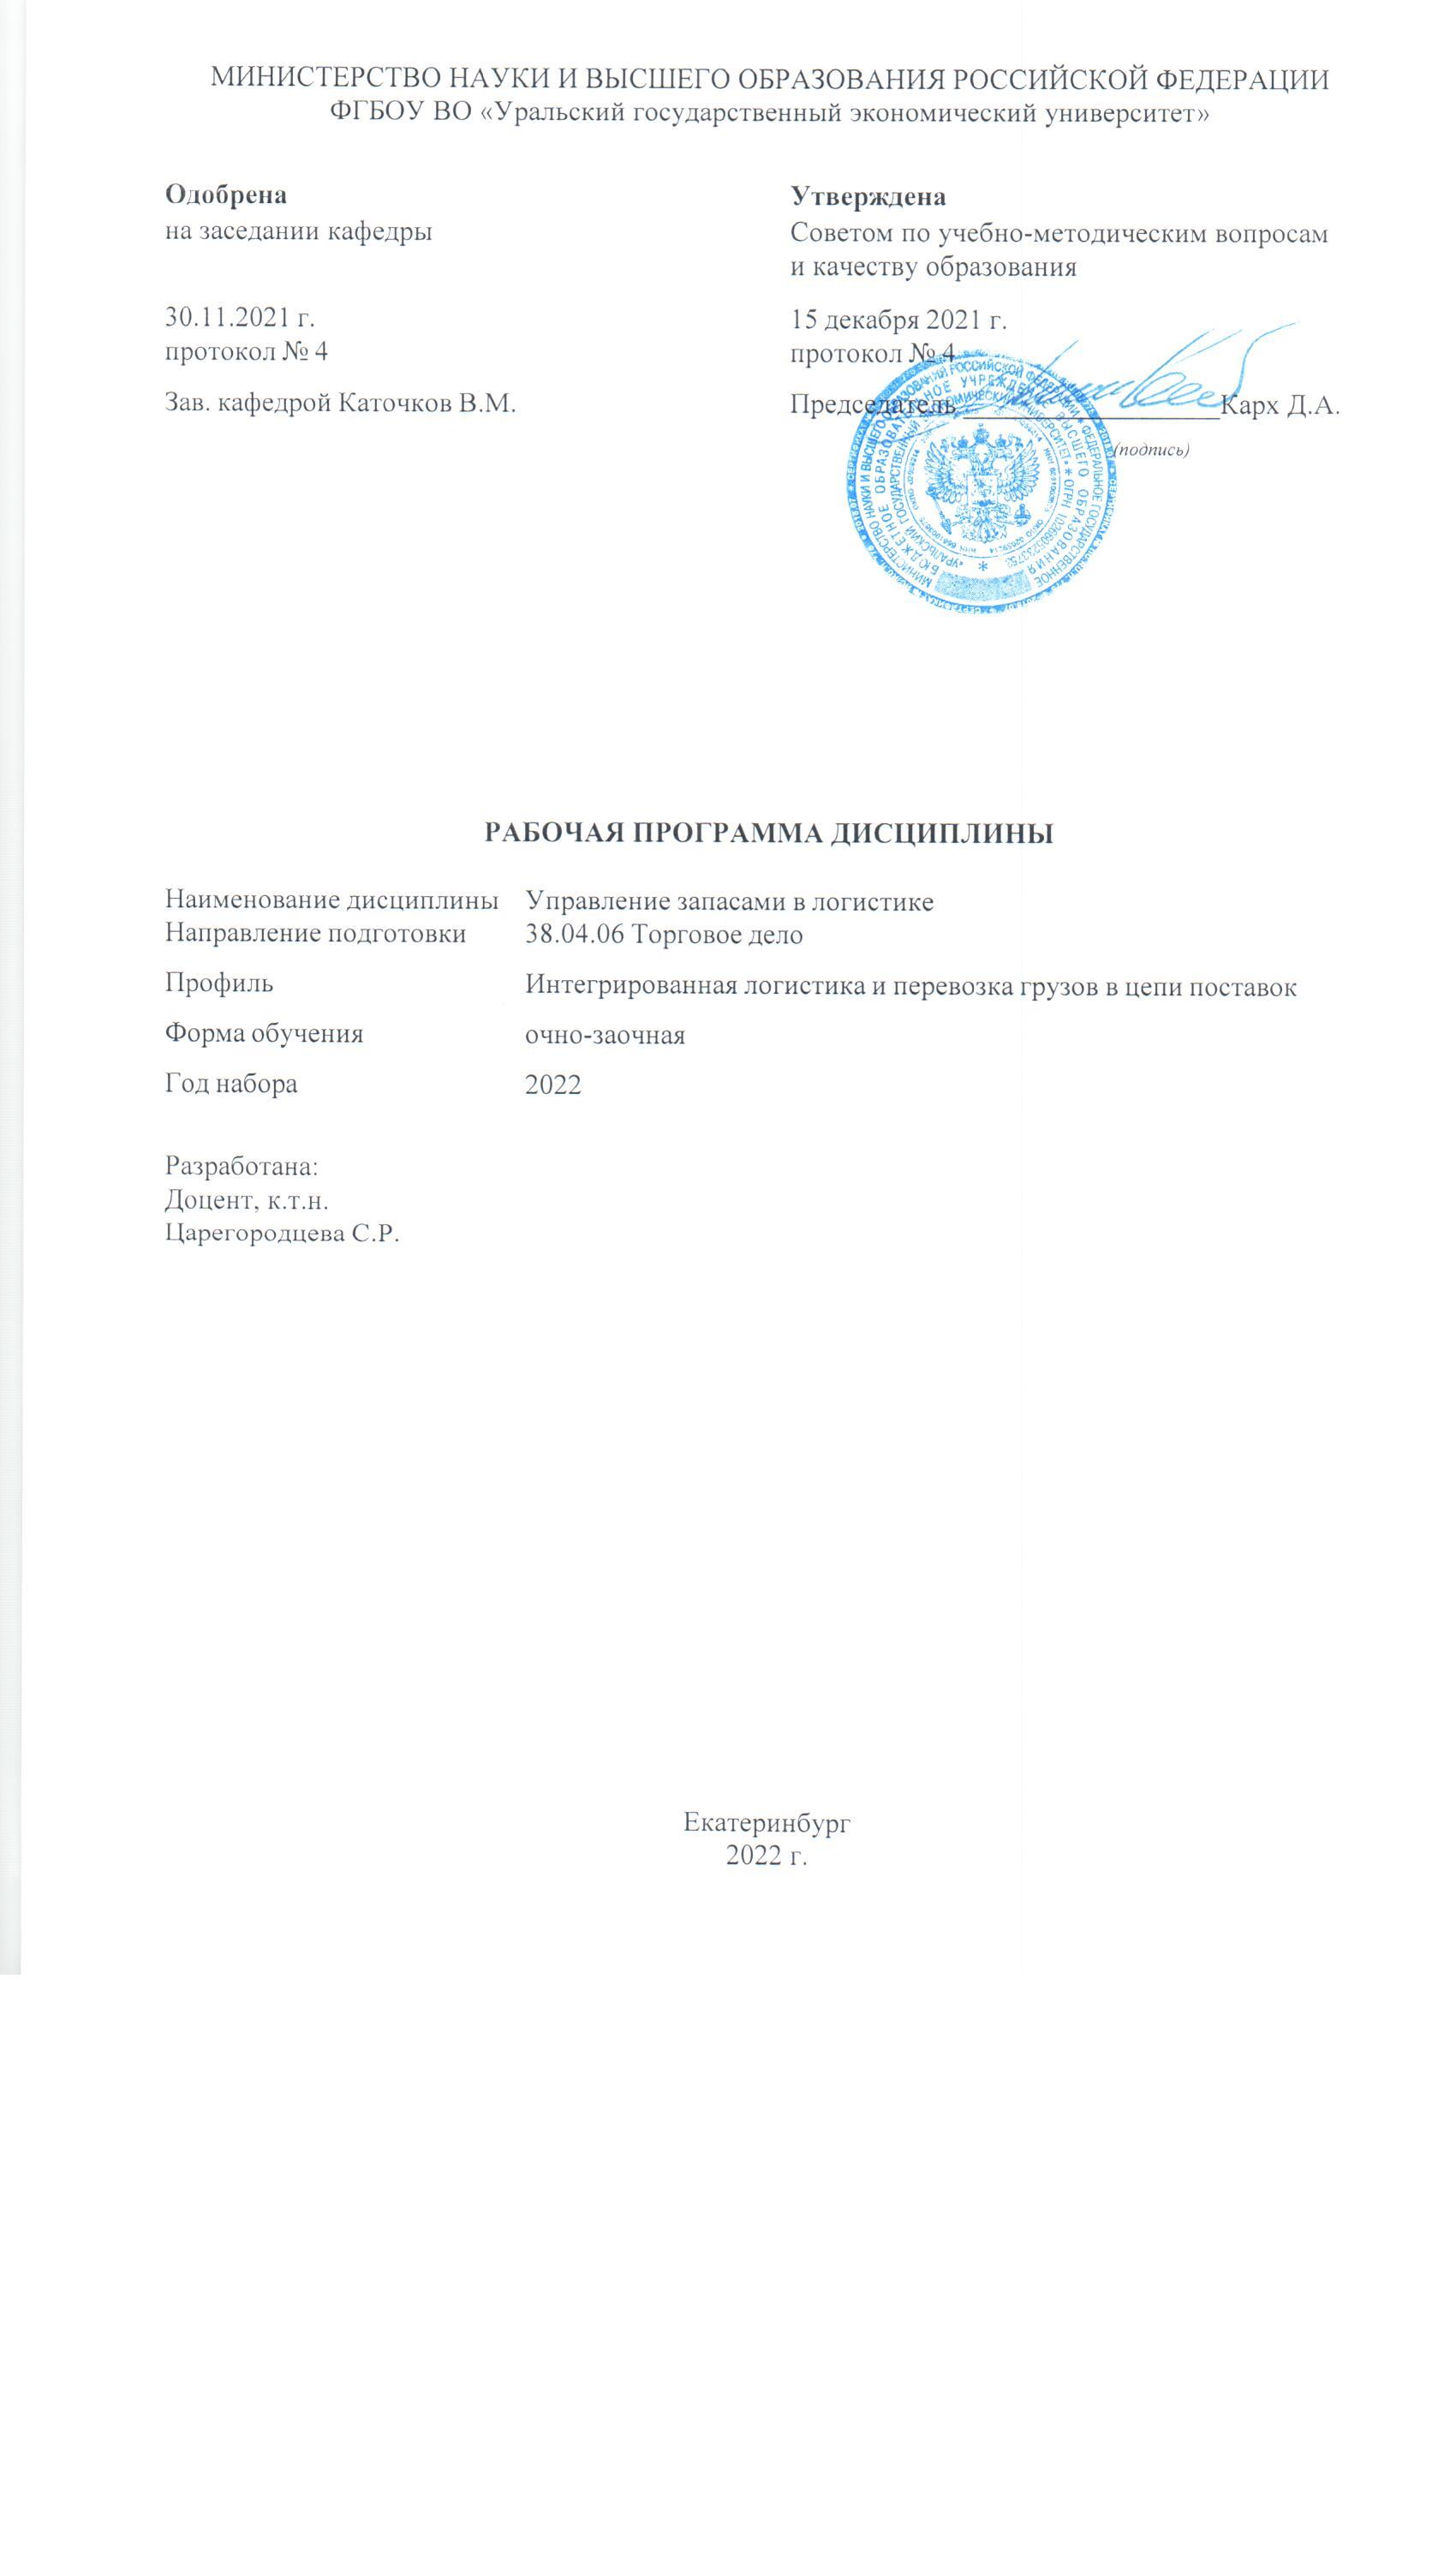 МИНИСТЕРСТВО НАУКИ И ВЫСШЕГО ОБРАЗОВАНИЯ РОССИЙСКОЙ ФЕДЕРАЦИИ
ФГБОУ ВО «Уральский государственный экономический университет»
Одобрена
на заседании кафедры
30.11.2021 г.
протокол № 4
Зав. кафедрой Каточков В.М.
Утверждена
Советом по учебно-методическим вопросам
и качеству образования
15 декабря 2021 г.
протокол № 4
Председатель Карх Д.А.
(подпись)
РАБОЧАЯ ПРОГРАММА ДИСЦИПЛИНЫ
Наименование дисциплины Управление запасами в логистике
Направление подготовки 38.04.06 Торговое дело
Профиль Интегрированная логистика и перевозка грузов в цепи поставок
Форма обучения очно-заочная
Год набора 2022
Разработана:
Доцент, к.т.н.
Царегородцева С.Р.
Екатеринбург
2022 г.